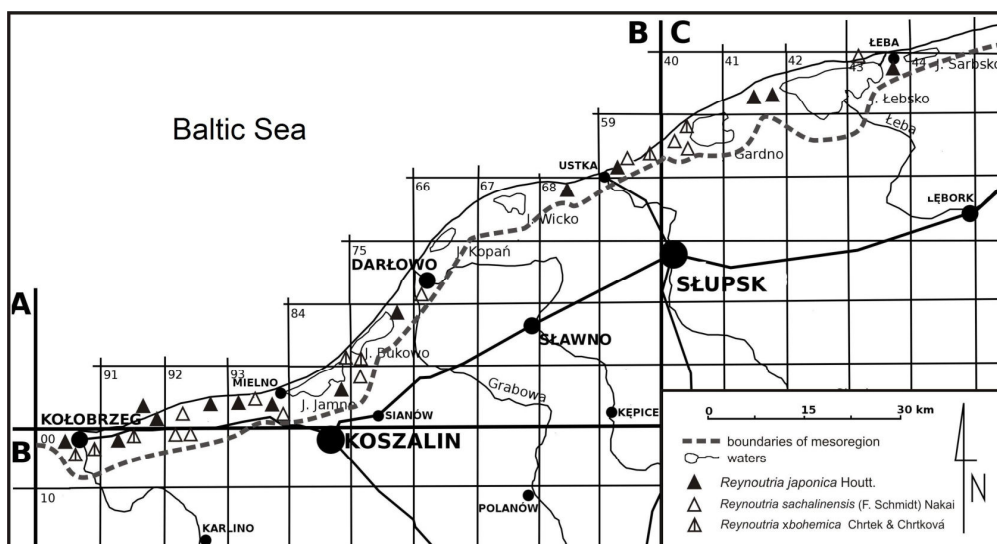 B C
ŁEBA
40 41 42 43 44
J. Sarbsko
J. Łebsko
Łeba
Baltic Sea
59
Gardno
USTKA
66 67 68
LĘBORK
J. Wicko
75
J. Kopań
DARŁOWO
SŁUPSK
A
84
SŁAWNO
J. Bukowo
91 92 93
MIELNO
Grabowa
J. Jamno
SIANÓW
KĘPICE
0 15 30 km
KOŁOBRZEG
00
KOSZALIN
B
boundaries of mesoregion
waters
N
10
Reynoutria japonica Houtt.
POLANÓW
Reynoutria sachalinensis (F. Schmidt) Nakai
Reynoutria xbohemica Chrtek & Chrtková
KARLINO